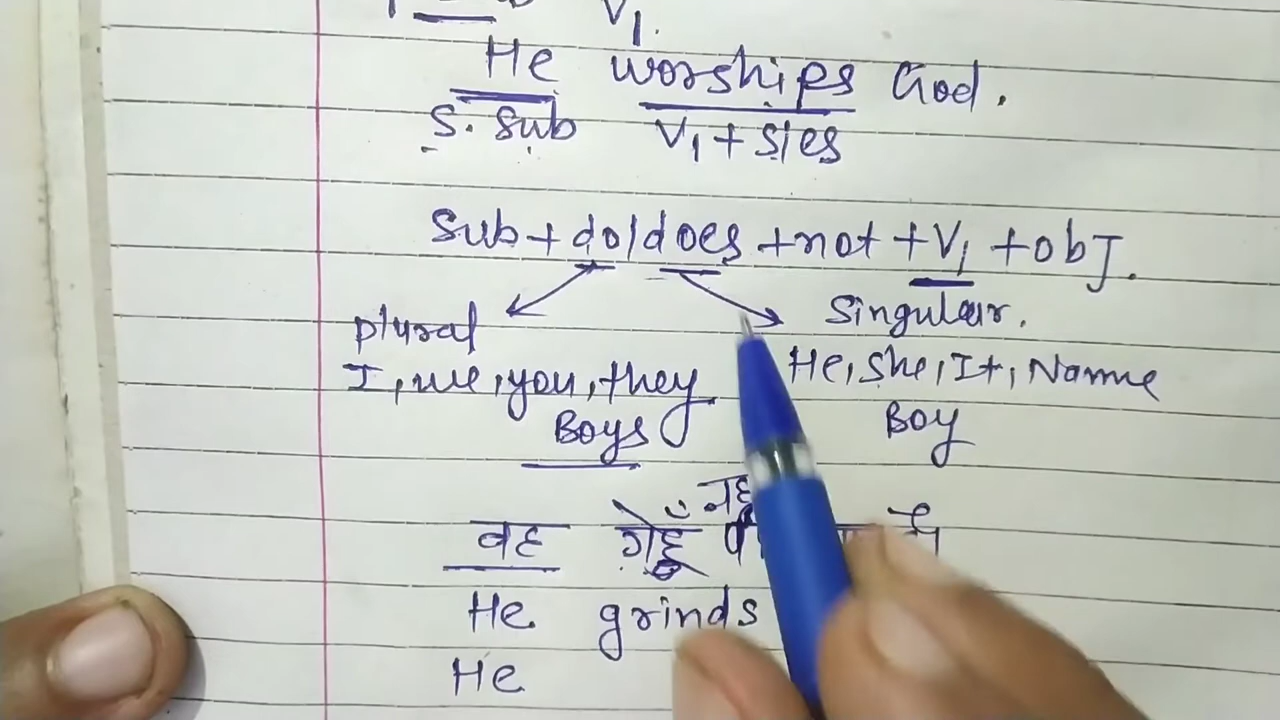 V₁.
He worships God.
S. Sub V₁ + s/es
Sub + do/does + not + V₁ + obj.
Plural Singular.
I, we, you, they He, She, It, Name
Boys Boy
वह गेहूँ
He grinds
He